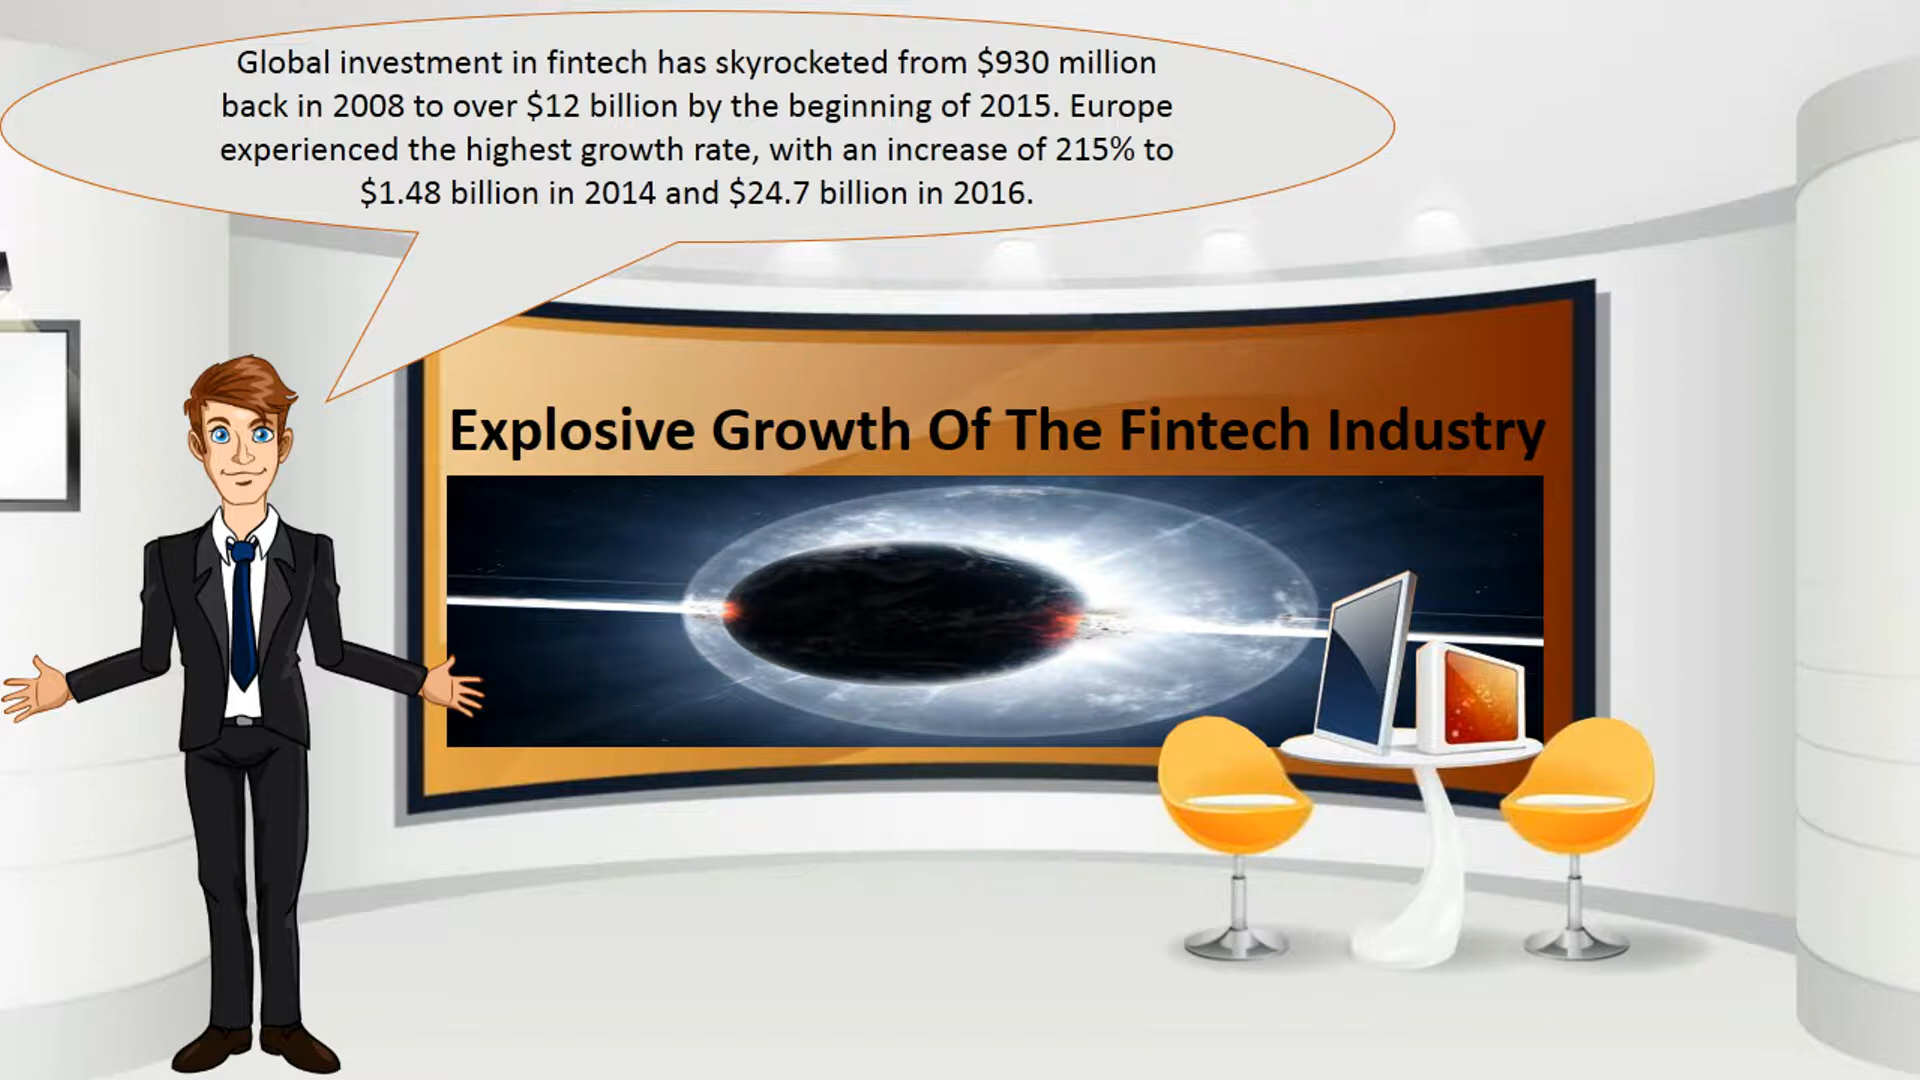 Global investment in fintech has skyrocketed from $930 million
back in 2008 to over $12 billion by the beginning of 2015. Europe
experienced the highest growth rate, with an increase of 215% to
$1.48 billion in 2014 and $24.7 billion in 2016.
Explosive Growth Of The Fintech Industry